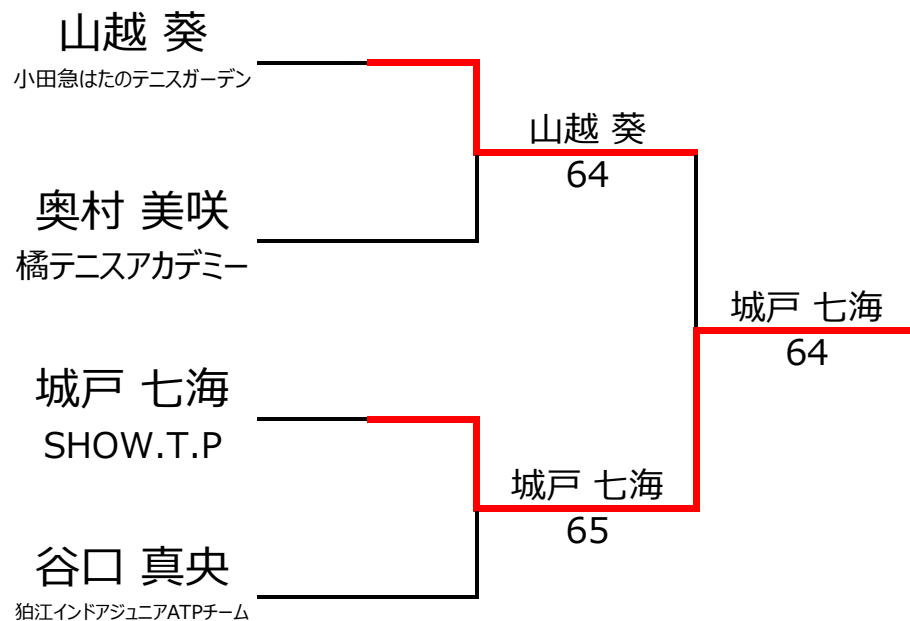 山越 葵
小田急はたのテニスガーデン
山越 葵
64
奥村 美咲
橘テニスアカデミー
城戸 七海
64
城戸 七海
SHOW.T.P
城戸 七海
65
谷口 真央
狛江インドアジュニアATPチーム